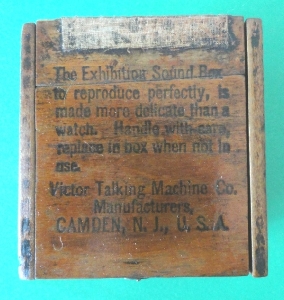 The Exhibition Sound Box
to reproduce perfectly, is
made more delicate than a
watch. Handle with care,
replace in box when not in
use.
Victor Talking Machine Co.
Manufacturers,
CAMDEN, N. J., U. S. A.